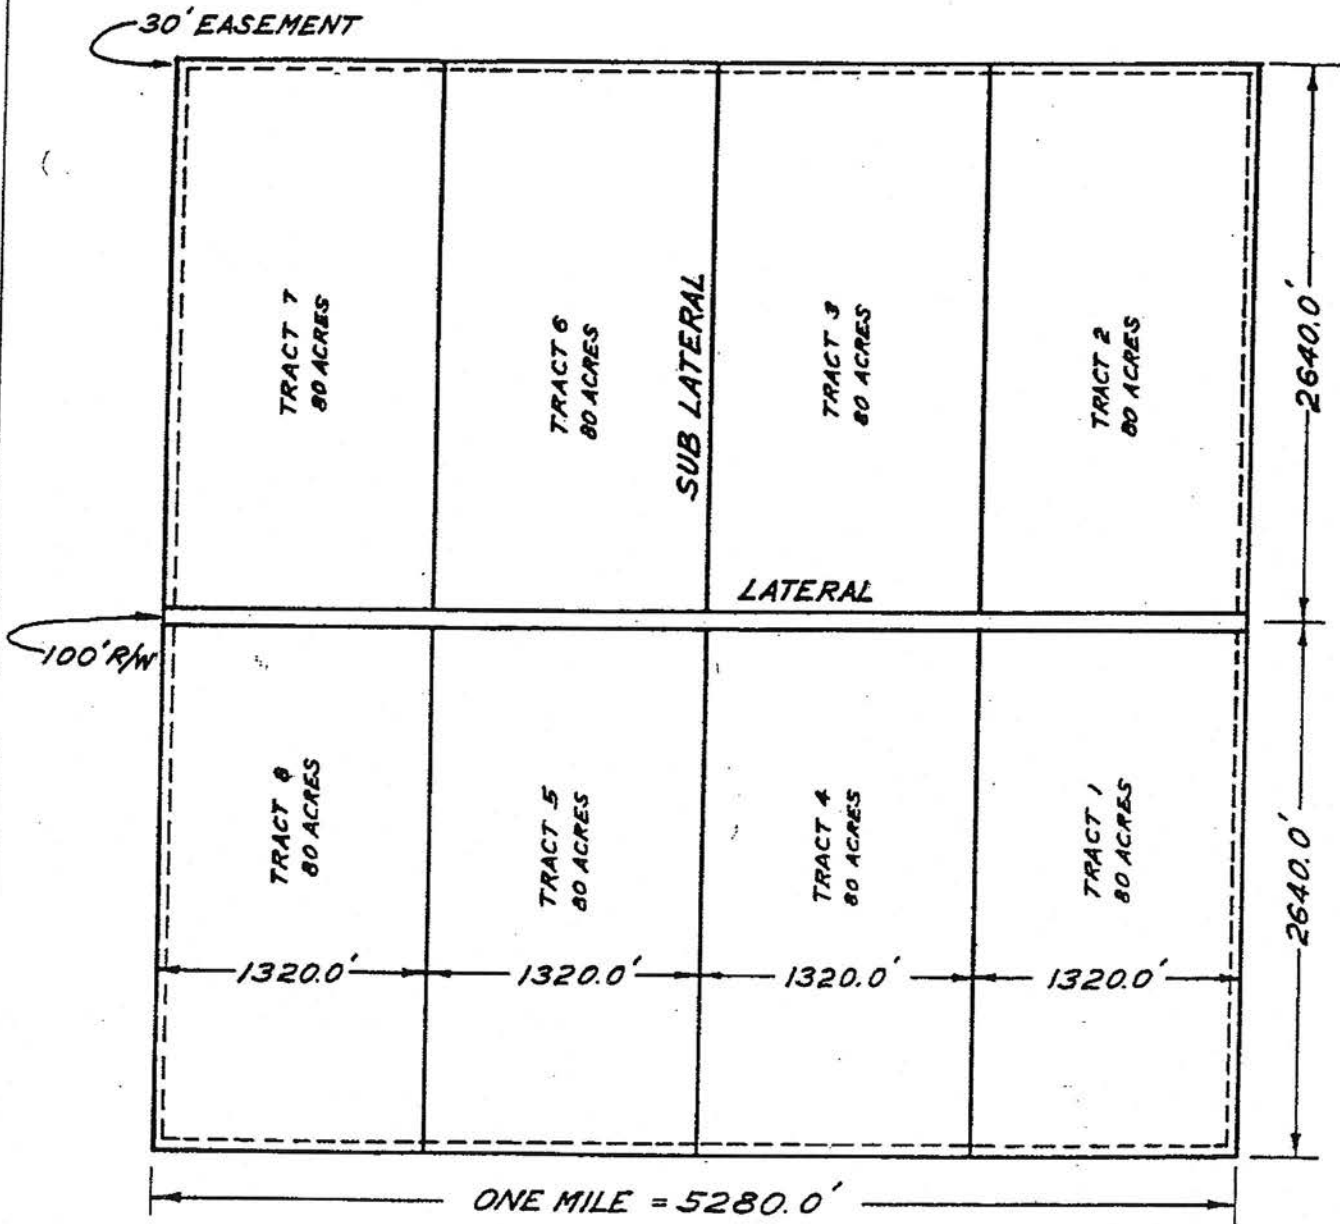 30' EASEMENT
TRACT 7
80 ACRES
TRACT 6
80 ACRES
SUB LATERAL
TRACT 3
80 ACRES
TRACT 2
80 ACRES
2640.0'
LATERAL
100' R/W
TRACT 8
80 ACRES
TRACT 5
80 ACRES
TRACT 4
80 ACRES
TRACT 1
80 ACRES
2640.0'
1320.0'
1320.0'
1320.0'
1320.0'
ONE MILE = 5280.0'